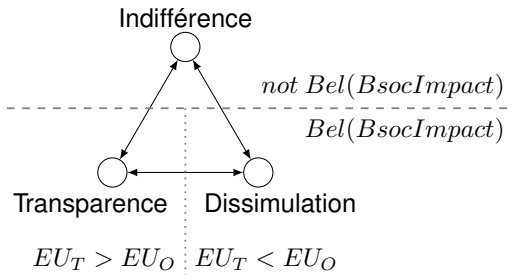 Indifférence
not Bel(BsocImpact)
Bel(BsocImpact)
Transparence Dissimulation
EU_T > EU_O EU_T < EU_O